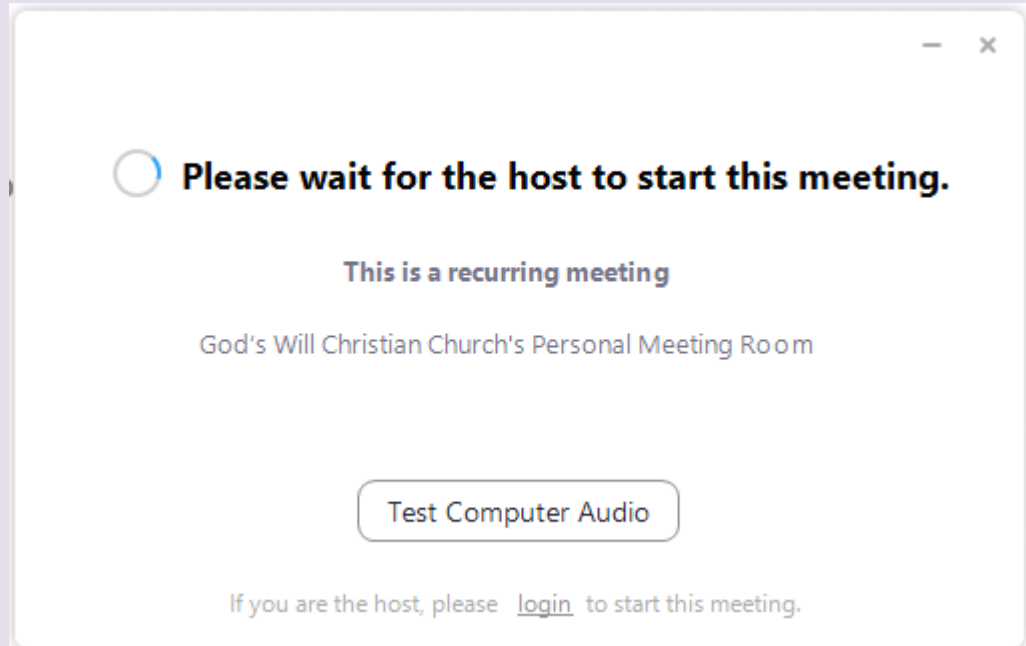 Please wait for the host to start this meeting.
This is a recurring meeting
God's Will Christian Church's Personal Meeting Room
Test Computer Audio
If you are the host, please login to start this meeting.